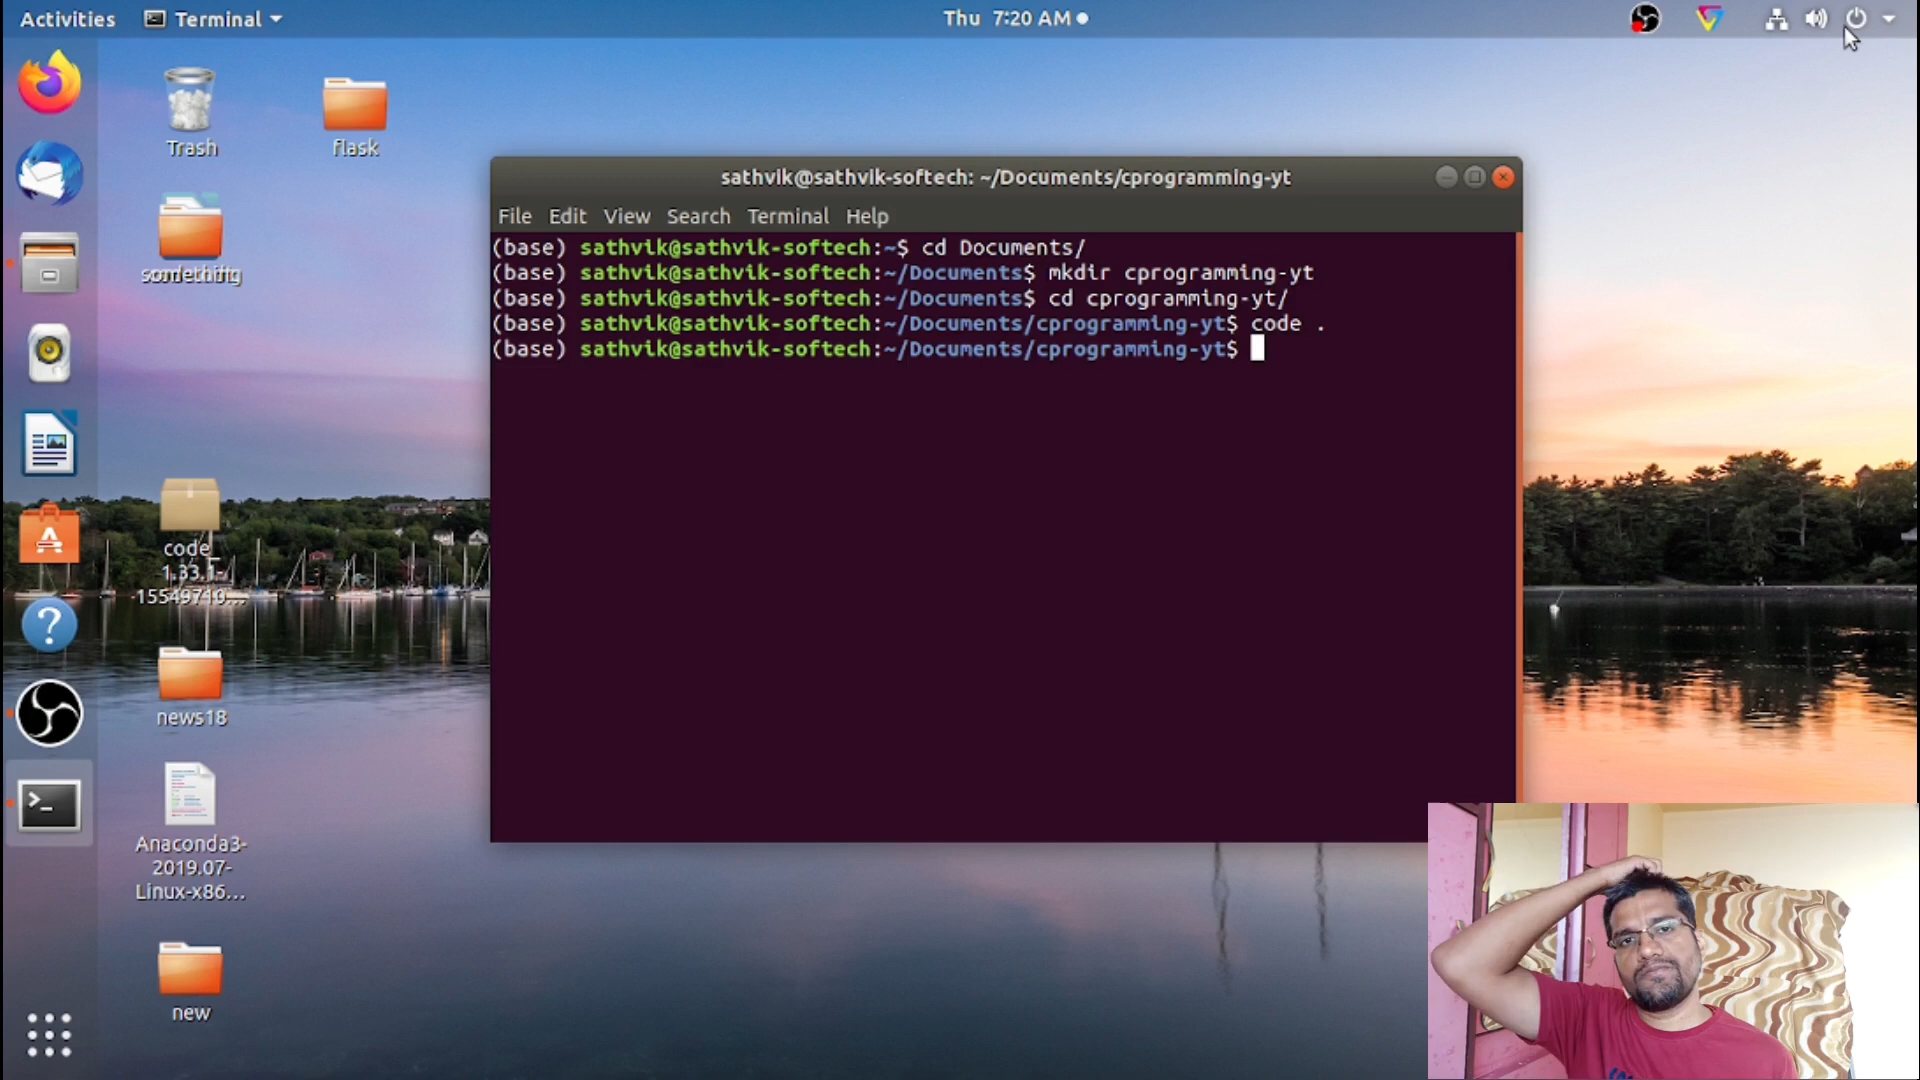 Activities Terminal Thu 7:20 AM
Trash
flask
code_
1.33.1-
15549710...
news18
Anaconda3-
2019.07-
Linux-x86...
new
sathvik@sathvik-softech: ~/Documents/cprogramming-yt
File Edit View Search Terminal Help
(base) sathvik@sathvik-softech:~$ cd Documents/
(base) sathvik@sathvik-softech:~/Documents$ mkdir cprogramming-yt
(base) sathvik@sathvik-softech:~/Documents$ cd cprogramming-yt/
(base) sathvik@sathvik-softech:~/Documents/cprogramming-yt$ code .
(base) sathvik@sathvik-softech:~/Documents/cprogramming-yt$